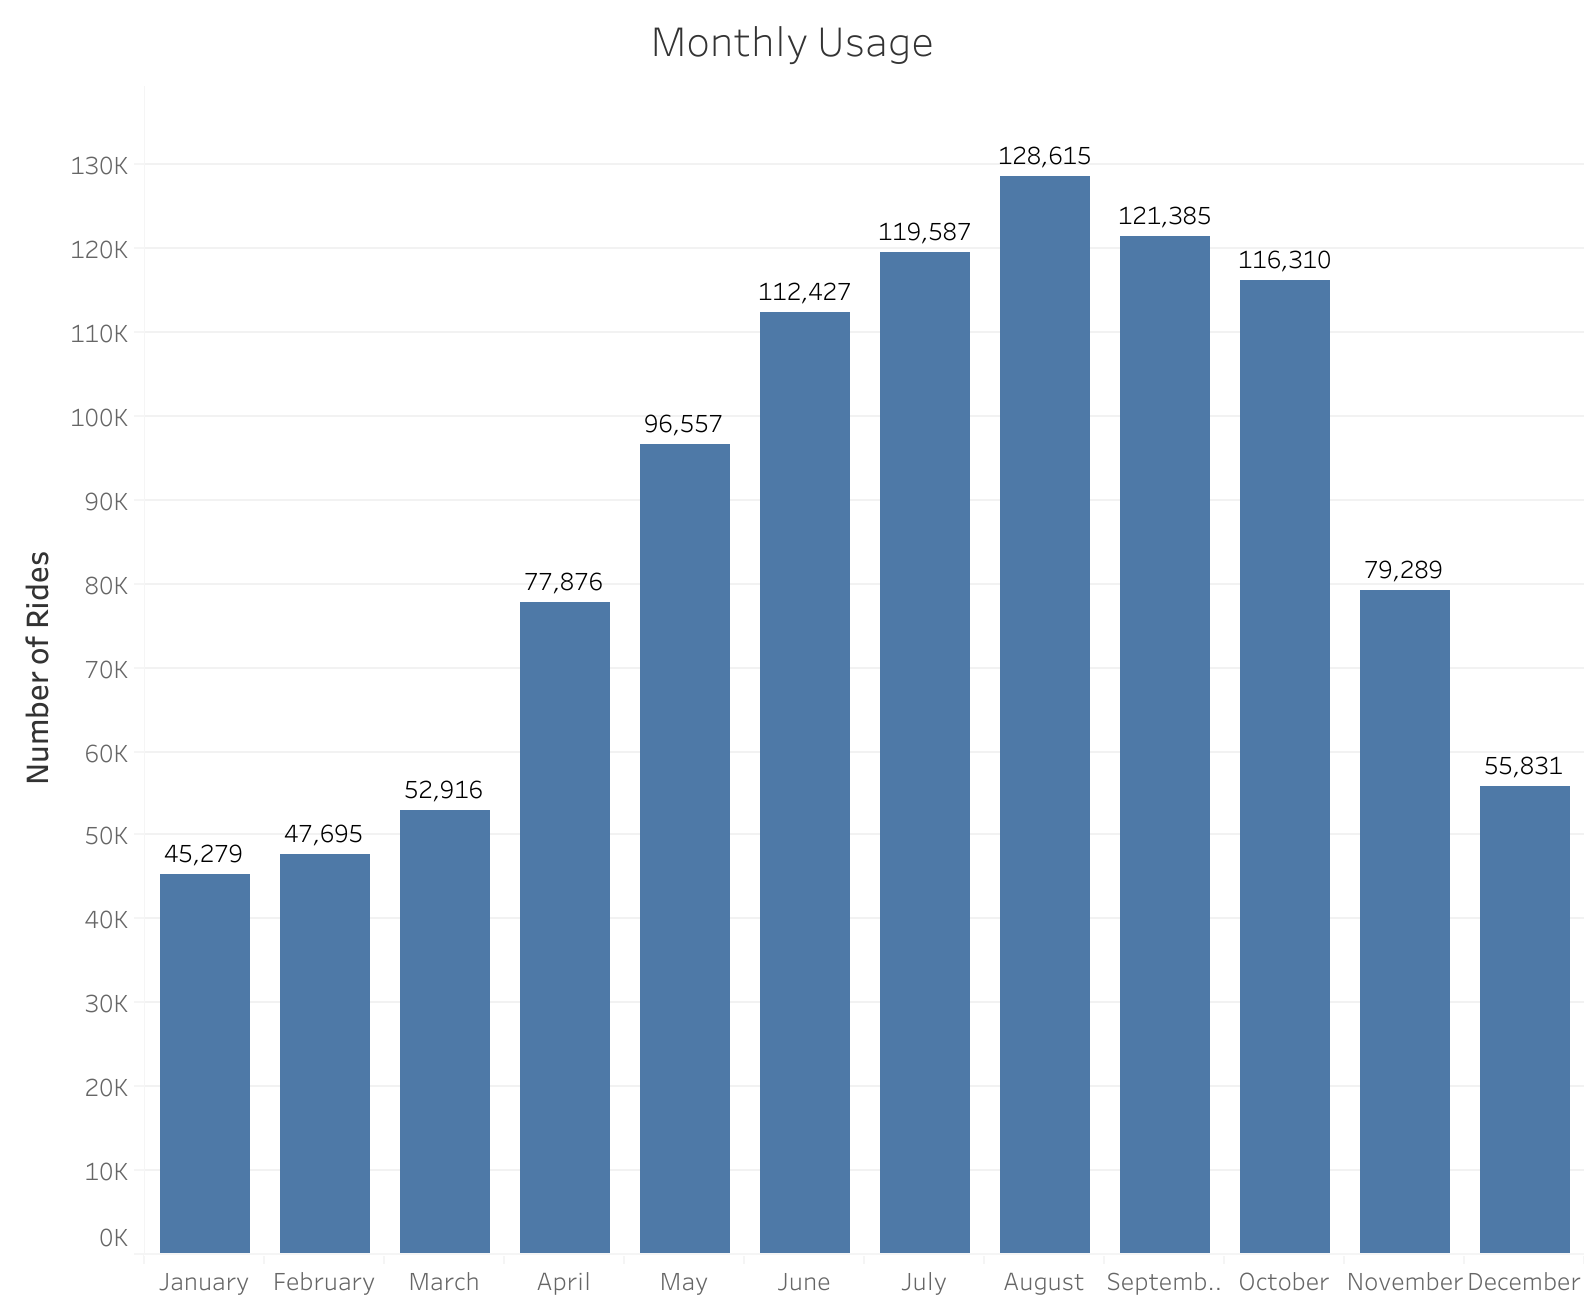 Monthly Usage
Number of Rides
130K
120K
110K
100K
90K
80K
70K
60K
50K
40K
30K
20K
10K
0K
45,279
47,695
52,916
77,876
96,557
112,427
119,587
128,615
121,385
116,310
79,289
55,831
January February March April May June July August Septemb.. October November December